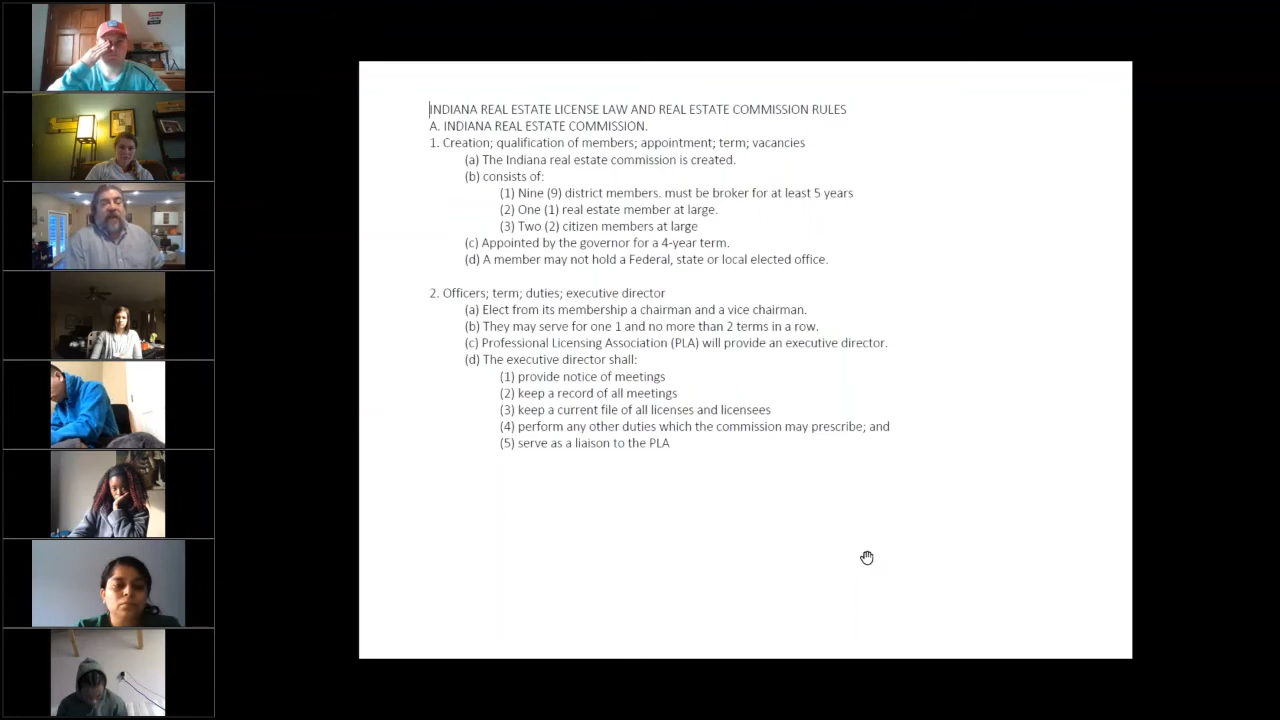 INDIANA REAL ESTATE LICENSE LAW AND REAL ESTATE COMMISSION RULES
A. INDIANA REAL ESTATE COMMISSION.
1. Creation; qualification of members; appointment; term; vacancies
(a) The Indiana real estate commission is created.
(b) consists of:
(1) Nine (9) district members. must be broker for at least 5 years
(2) One (1) real estate member at large.
(3) Two (2) citizen members at large
(c) Appointed by the governor for a 4-year term.
(d) A member may not hold a Federal, state or local elected office.
2. Officers; term; duties; executive director
(a) Elect from its membership a chairman and a vice chairman.
(b) They may serve for one 1 and no more than 2 terms in a row.
(c) Professional Licensing Association (PLA) will provide an executive director.
(d) The executive director shall:
(1) provide notice of meetings
(2) keep a record of all meetings
(3) keep a current file of all licenses and licensees
(4) perform any other duties which the commission may prescribe; and
(5) serve as a liaison to the PLA